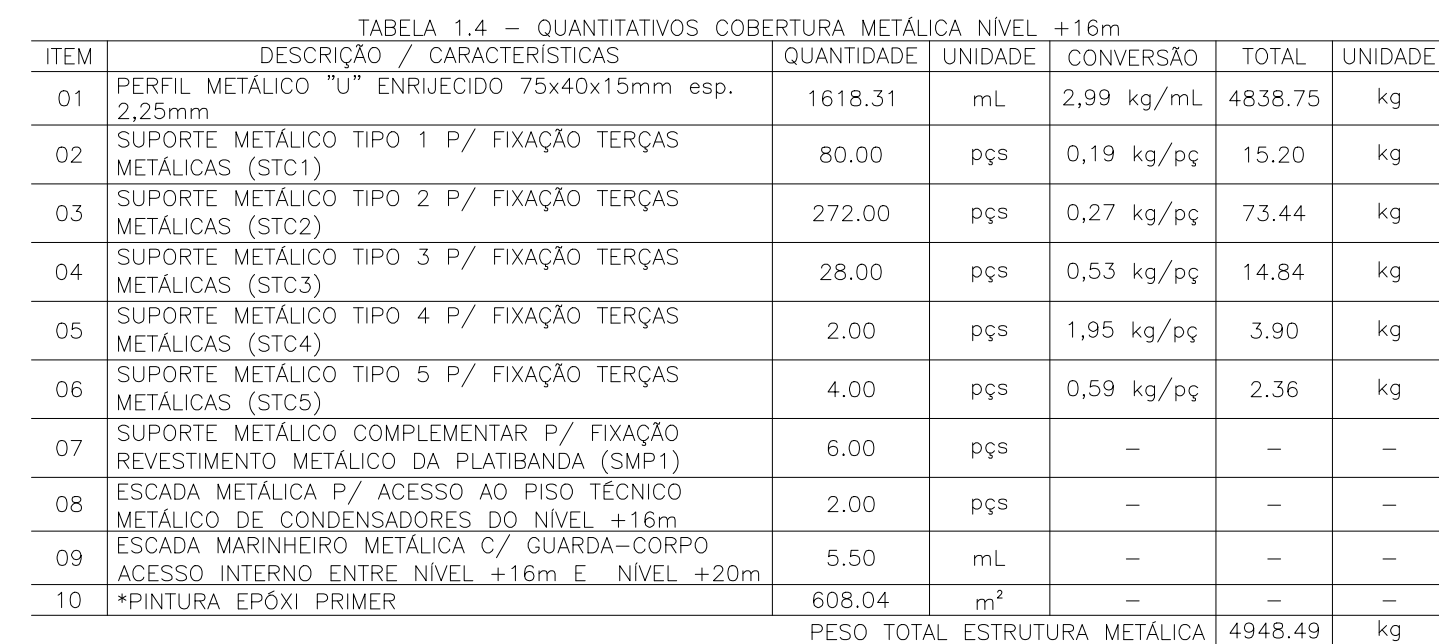 TABELA 1.4 – QUANTITATIVOS COBERTURA METÁLICA NÍVEL +16m
ITEM DESCRIÇÃO / CARACTERÍSTICAS QUANTIDADE UNIDADE CONVERSÃO TOTAL UNIDADE
01 PERFIL METÁLICO "U" ENRIJECIDO 75x40x15mm esp. 2,25mm 1618.31 mL 2,99 kg/mL 4838.75 kg
02 SUPORTE METÁLICO TIPO 1 P/ FIXAÇÃO TERÇAS METÁLICAS (STC1) 80.00 pçs 0,19 kg/pç 15.20 kg
03 SUPORTE METÁLICO TIPO 2 P/ FIXAÇÃO TERÇAS METÁLICAS (STC2) 272.00 pçs 0,27 kg/pç 73.44 kg
04 SUPORTE METÁLICO TIPO 3 P/ FIXAÇÃO TERÇAS METÁLICAS (STC3) 28.00 pçs 0,53 kg/pç 14.84 kg
05 SUPORTE METÁLICO TIPO 4 P/ FIXAÇÃO TERÇAS METÁLICAS (STC4) 2.00 pçs 1,95 kg/pç 3.90 kg
06 SUPORTE METÁLICO TIPO 5 P/ FIXAÇÃO TERÇAS METÁLICAS (STC5) 4.00 pçs 0,59 kg/pç 2.36 kg
07 SUPORTE METÁLICO COMPLEMENTAR P/ FIXAÇÃO REVESTIMENTO METÁLICO DA PLATIBANDA (SMP1) 6.00 pçs – – –
08 ESCADA METÁLICA P/ ACESSO AO PISO TÉCNICO METÁLICO DE CONDENSADORES DO NÍVEL +16m 2.00 pçs – – –
09 ESCADA MARINHEIRO METÁLICA C/ GUARDA–CORPO ACESSO INTERNO ENTRE NÍVEL +16m E NÍVEL +20m 5.50 mL – – –
10 *PINTURA EPÓXI PRIMER 608.04 m² – – –
PESO TOTAL ESTRUTURA METÁLICA 4948.49 kg